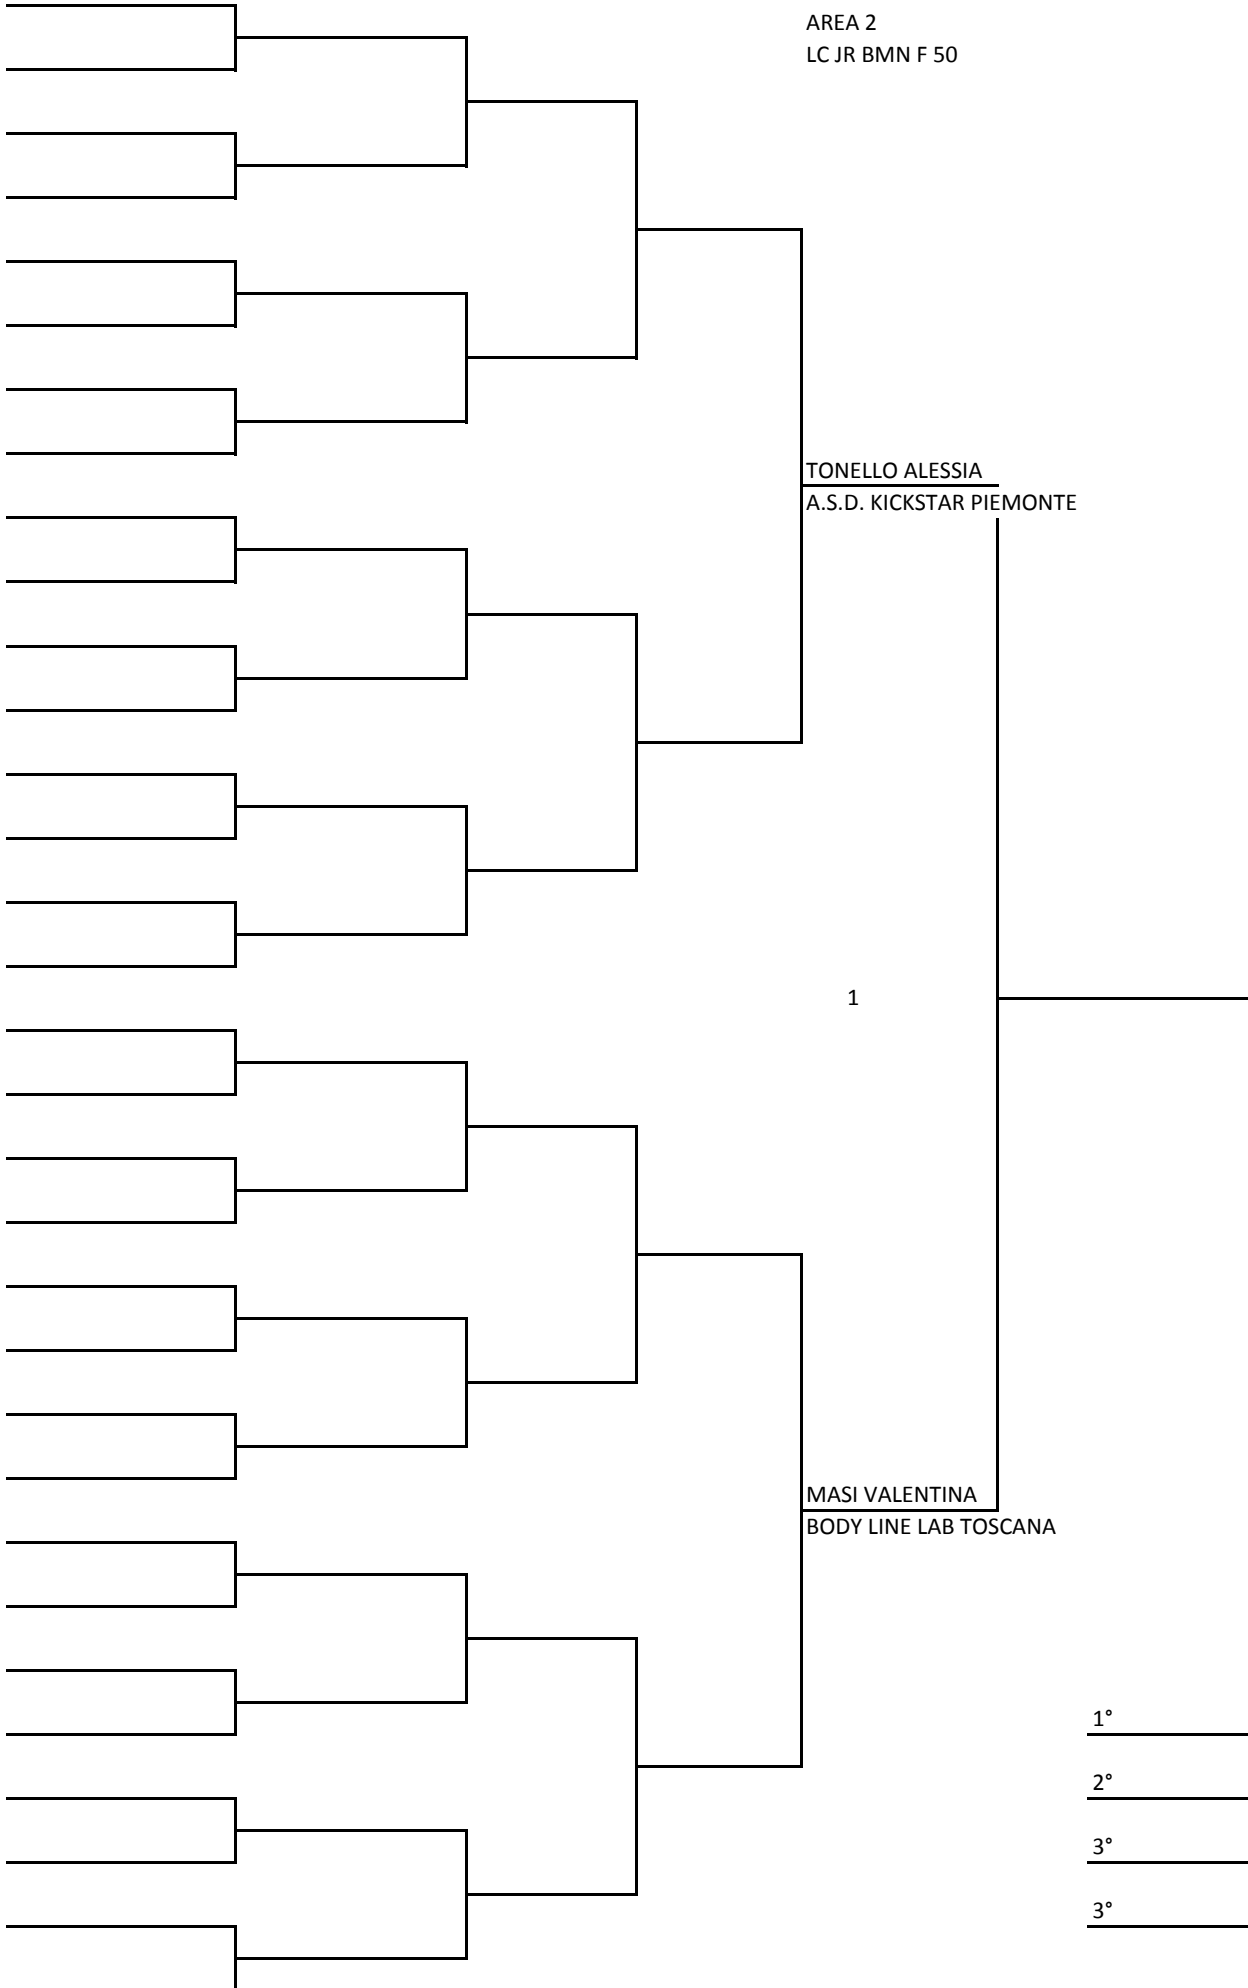 AREA 2
LC JR BMN F 50
TONELLO ALESSIA
A.S.D. KICKSTAR PIEMONTE
1
MASI VALENTINA
BODY LINE LAB TOSCANA
1°
2°
3°
3°